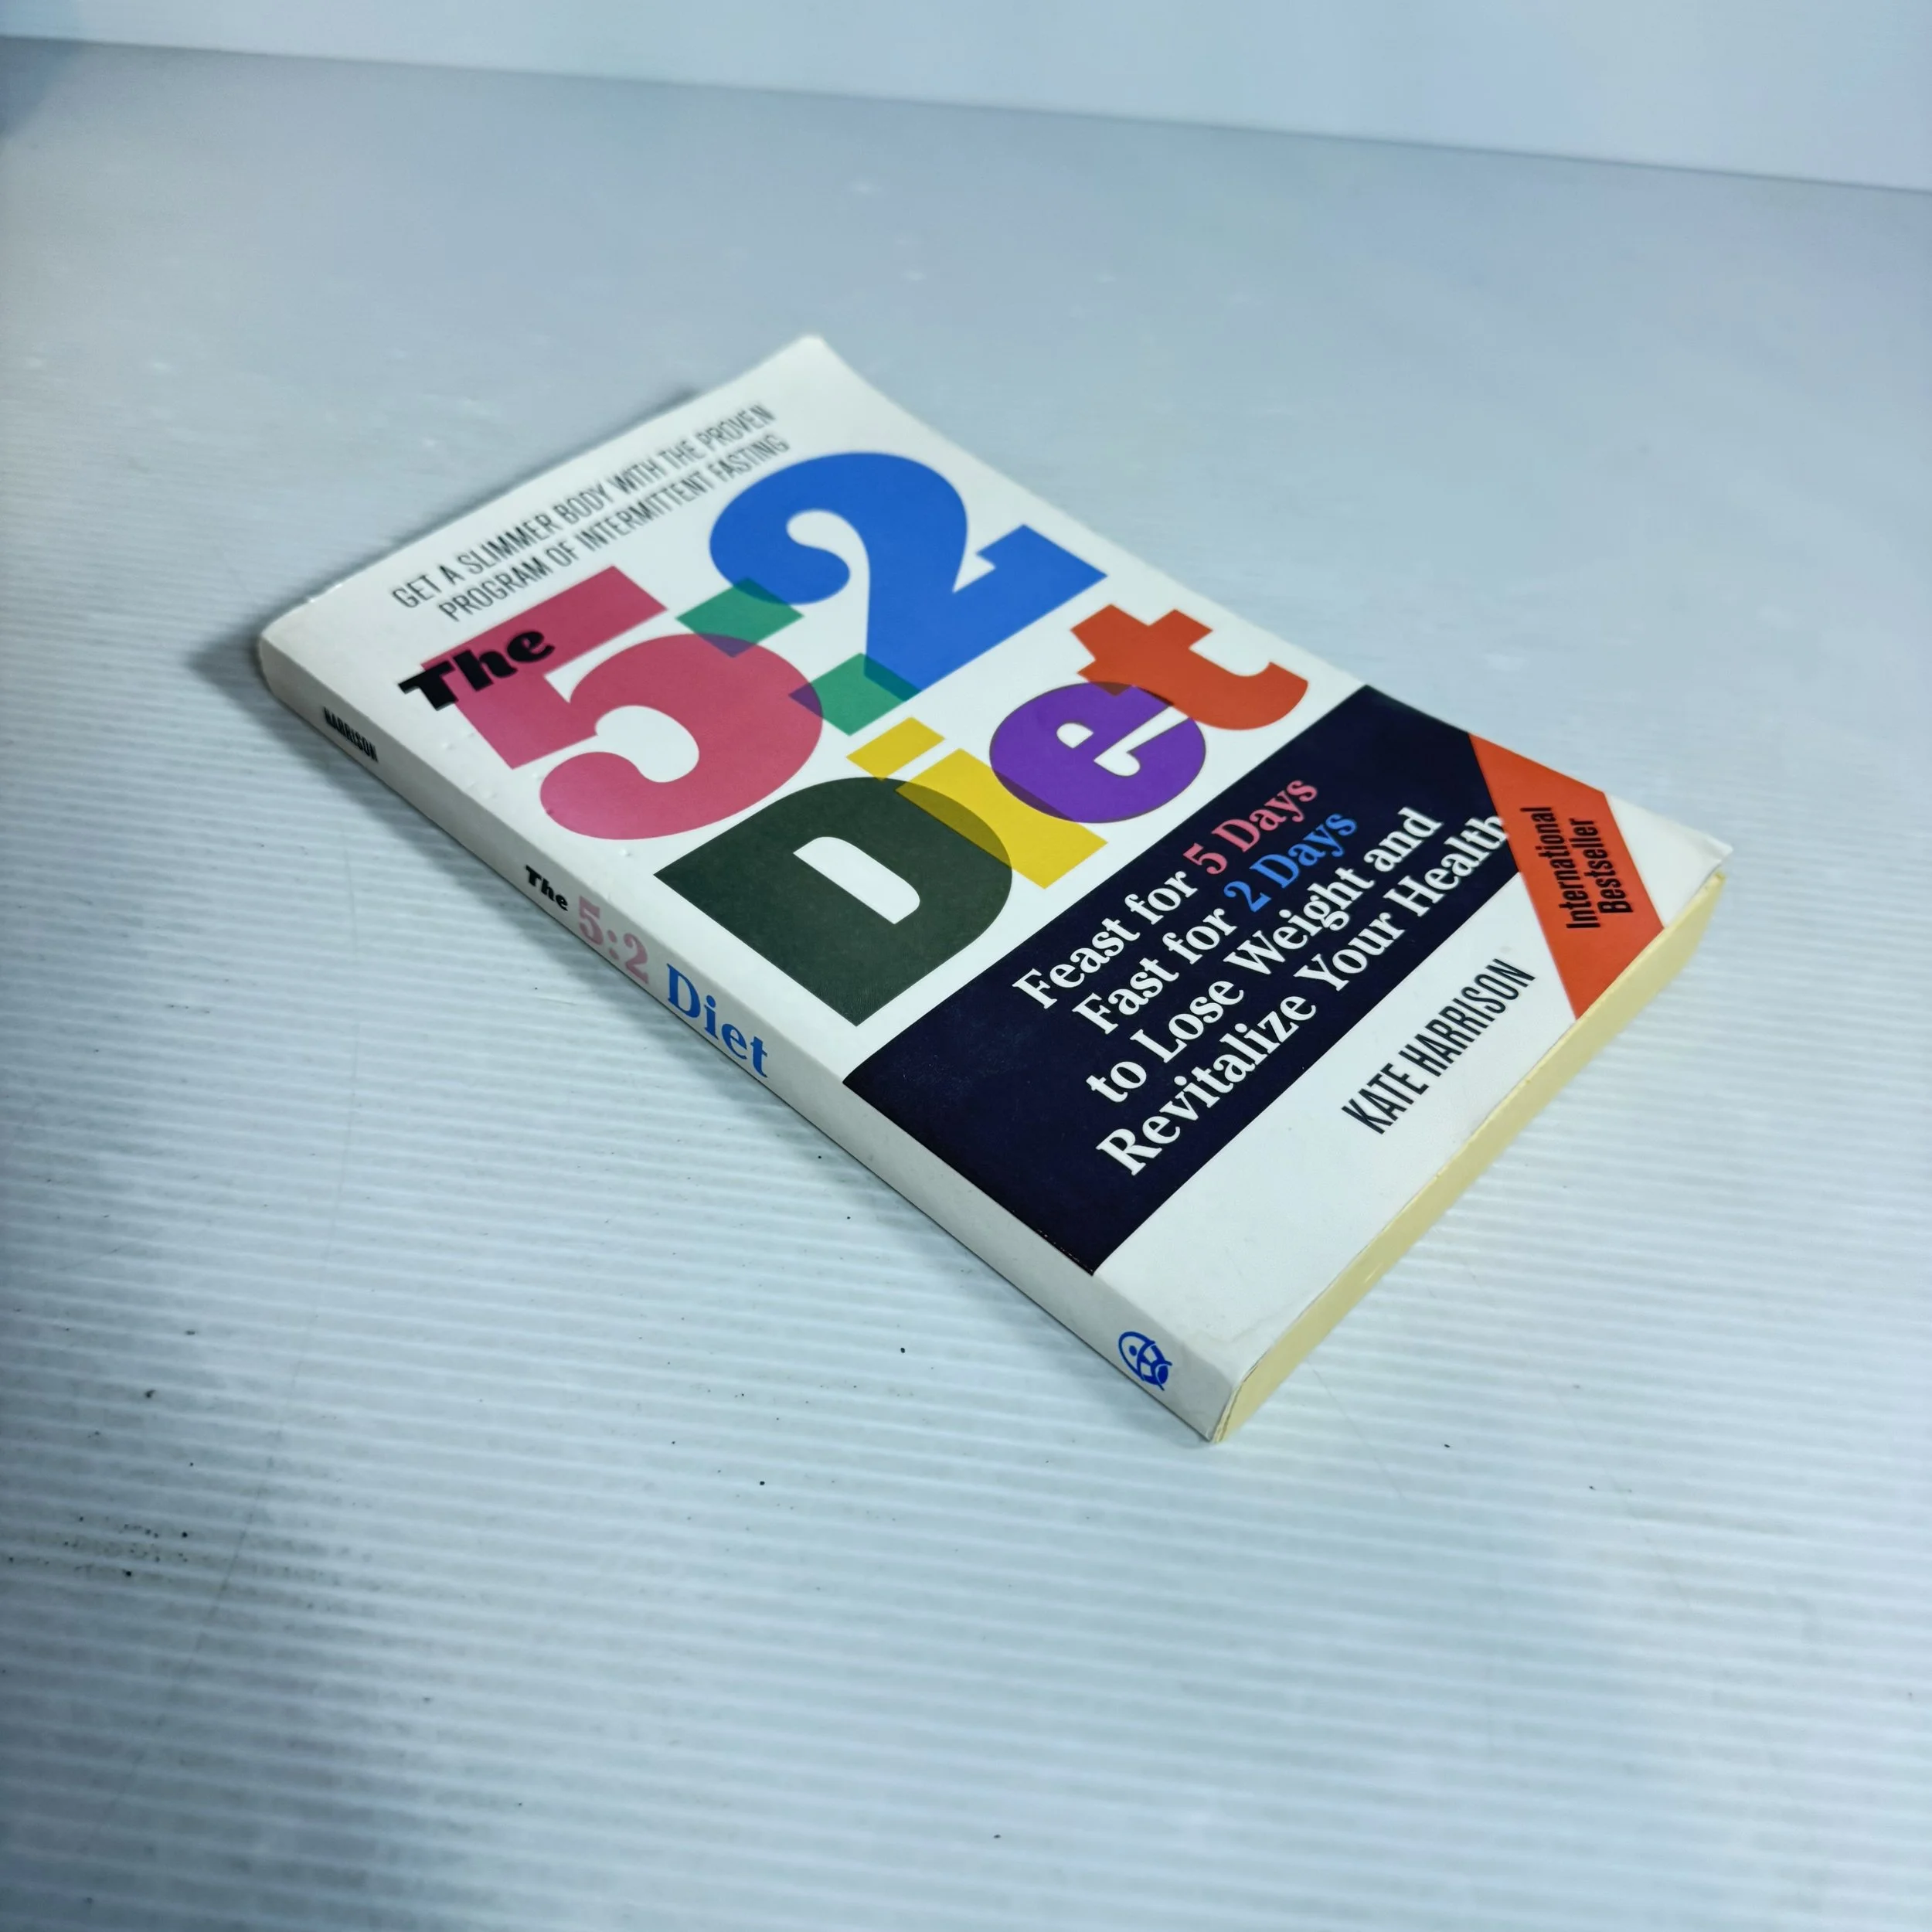 GET A SLIMMER BODY WITH THE PROVEN
PROGRAM OF INTERMITTENT FASTING
The
5:2
Diet
Feast for 5 Days
Fast for 2 Days
to Lose Weight and
Revitalize Your Health
International
Bestseller
KATE HARRISON
HARRISON
The 5:2 Diet